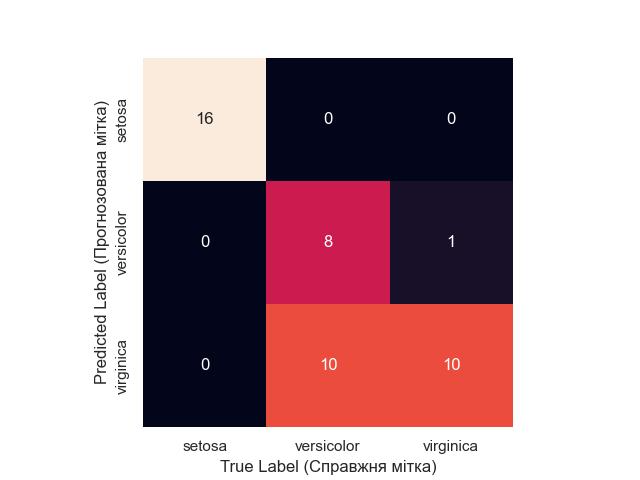 Predicted Label (Прогнозована мітка)
setosa
versicolor
virginica
16 0 0
0 8 1
0 10 10
setosa versicolor virginica
True Label (Справжня мітка)